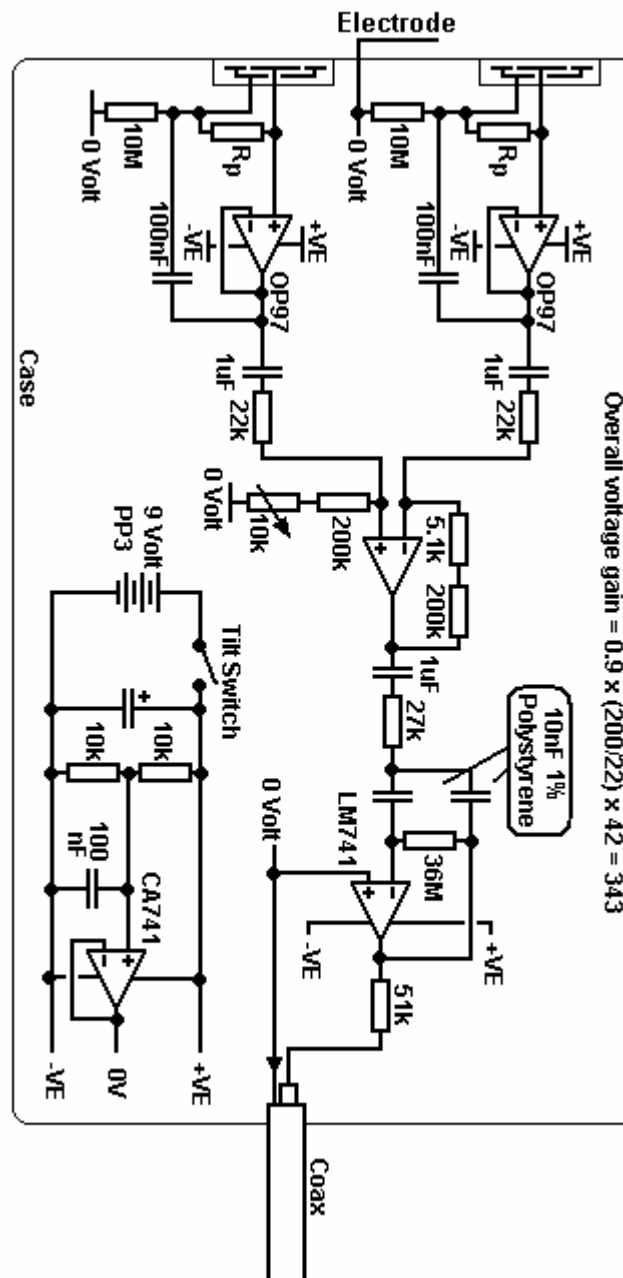 Electrode
Overall voltage gain = 0.9 x (200/22) x 42 = 343
10M
0 Volt
Rp
100nF
-VE
+VE
OP97
1uF
22k
10M
0 Volt
Rp
100nF
-VE
+VE
OP97
1uF
22k
Case
0 Volt
10k
200k
5.1k
200k
1uF
27k
10nF 1%
Polystyrene
36M
LM741
0 Volt
-VE
+VE
51k
9 Volt
PP3
Tilt Switch
10k
10k
100
nF
CA741
-VE
0V
+VE
Coax
+
-
+
-
+
-
+
-
+
-
+